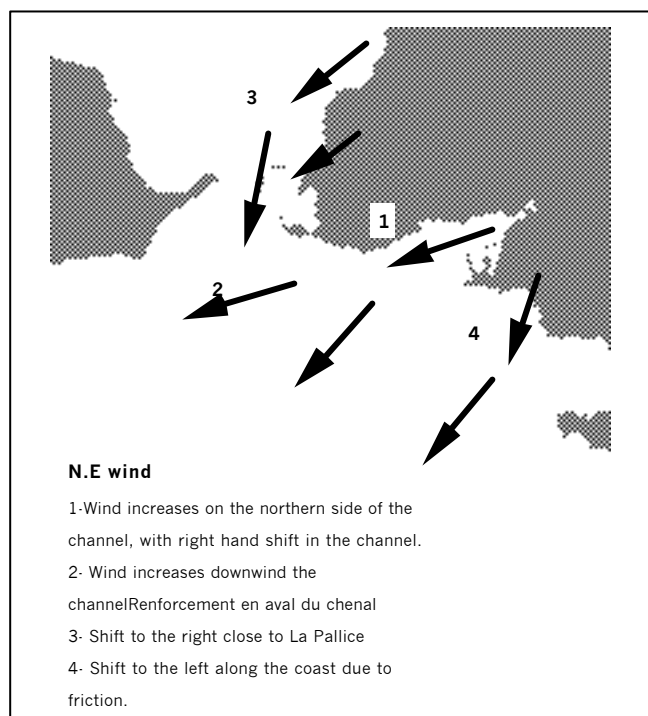 3
1
2
4
N.E wind
1-Wind increases on the northern side of the
channel, with right hand shift in the channel.
2- Wind increases downwind the
channelRenforcement en aval du chenal
3- Shift to the right close to La Pallice
4- Shift to the left along the coast due to
friction.